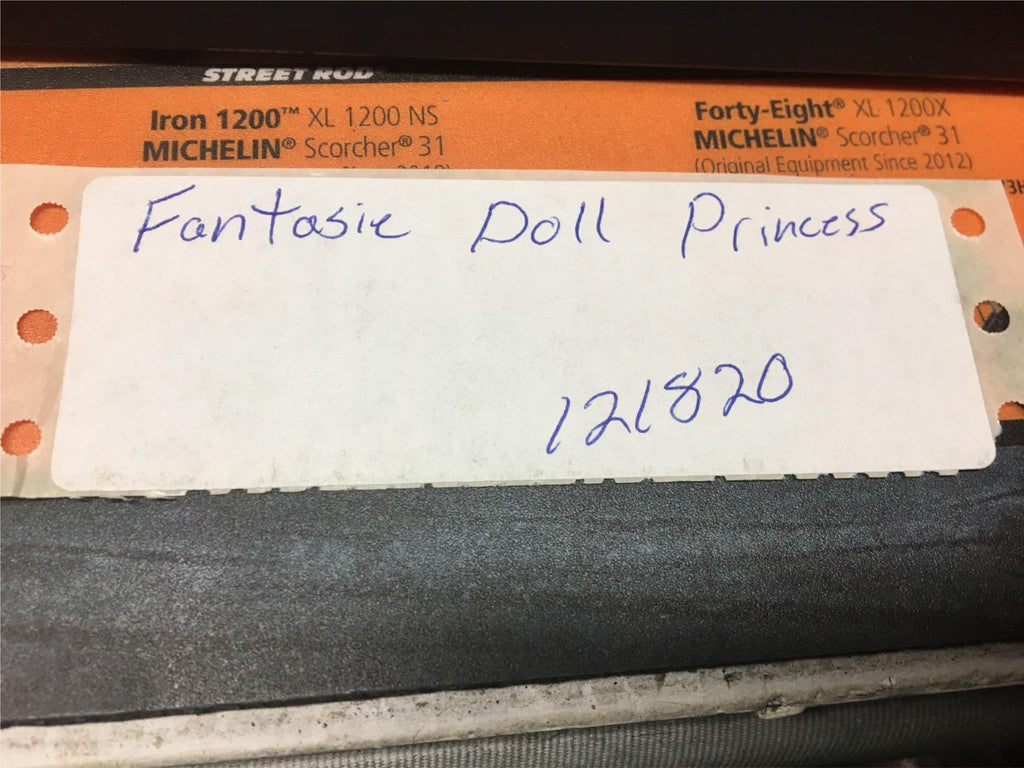 STREET ROD
Iron 1200™ XL 1200 NS
MICHELIN® Scorcher® 31
Forty-Eight® XL 1200X
MICHELIN® Scorcher® 31
(Original Equipment Since 2012)
Fantasie Doll Princess
121820